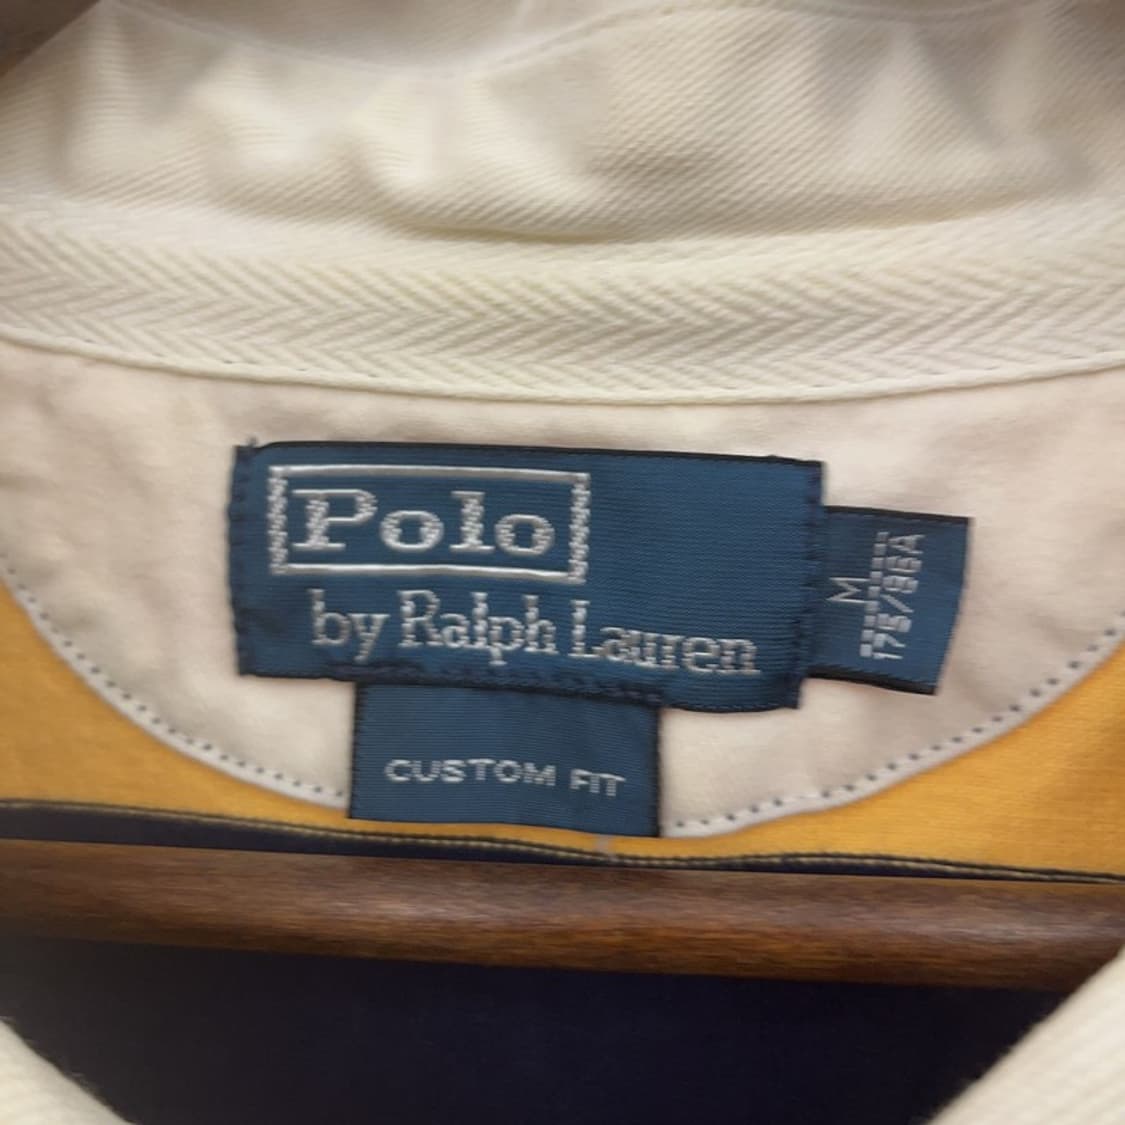 Polo
by Ralph Lauren
CUSTOM FIT
M
175/96A